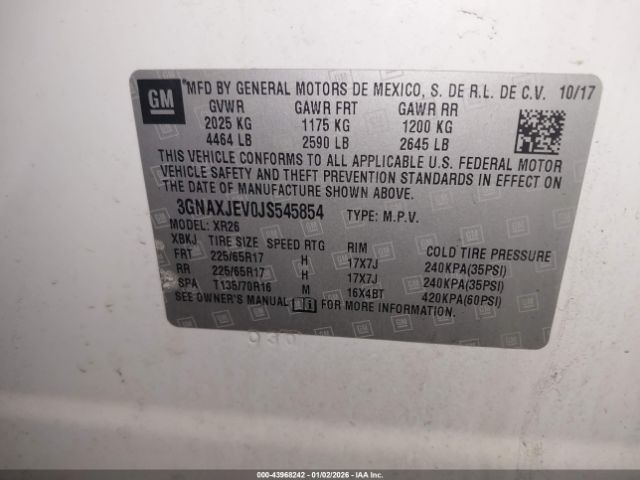 GM
MFD BY GENERAL MOTORS DE MEXICO, S. DE R.L. DE C.V. 10/17
GVWR GAWR FRT GAWR RR
2025 KG 1175 KG 1200 KG
4464 LB 2590 LB 2645 LB
THIS VEHICLE CONFORMS TO ALL APPLICABLE U.S. FEDERAL MOTOR
VEHICLE SAFETY AND THEFT PREVENTION STANDARDS IN EFFECT ON THE
DATE OF MANUFACTURE SHOWN ABOVE.
3GNAXJEV0JS545854 TYPE: M.P.V.
MODEL: XR26
XBKJ TIRE SIZE SPEED RTG RIM COLD TIRE PRESSURE
FRT 225/65R17 H 17X7J 240KPA(35PSI)
RR 225/65R17 H 17X7J 240KPA(35PSI)
SPA T135/70R16 M 16X4BT 420KPA(60PSI)
SEE OWNER'S MANUAL FOR MORE INFORMATION.
000-43968242 - 01/02/2026 - IAAI.COM